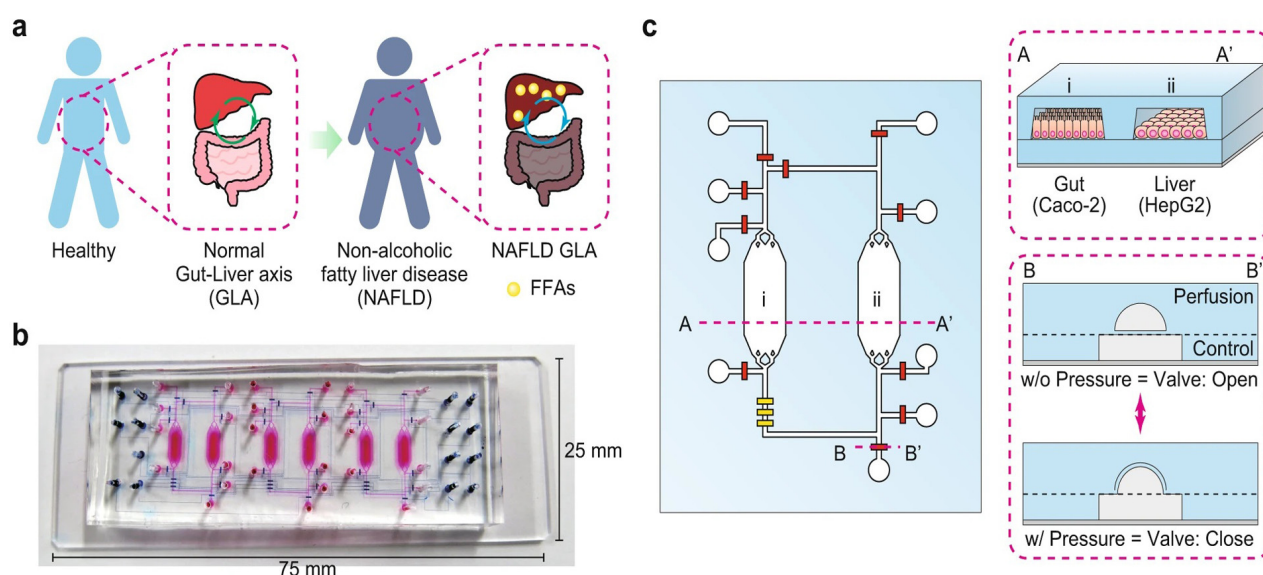 a
Healthy
Normal
Gut-Liver axis
(GLA)
Non-alcoholic
fatty liver disease
(NAFLD)
NAFLD GLA
FFAs
b
25 mm
75 mm
c
i
ii
A
A'
B
B'
A
A'
i
ii
Gut
(Caco-2)
Liver
(HepG2)
B
B'
Perfusion
Control
w/o Pressure = Valve: Open
w/ Pressure = Valve: Close